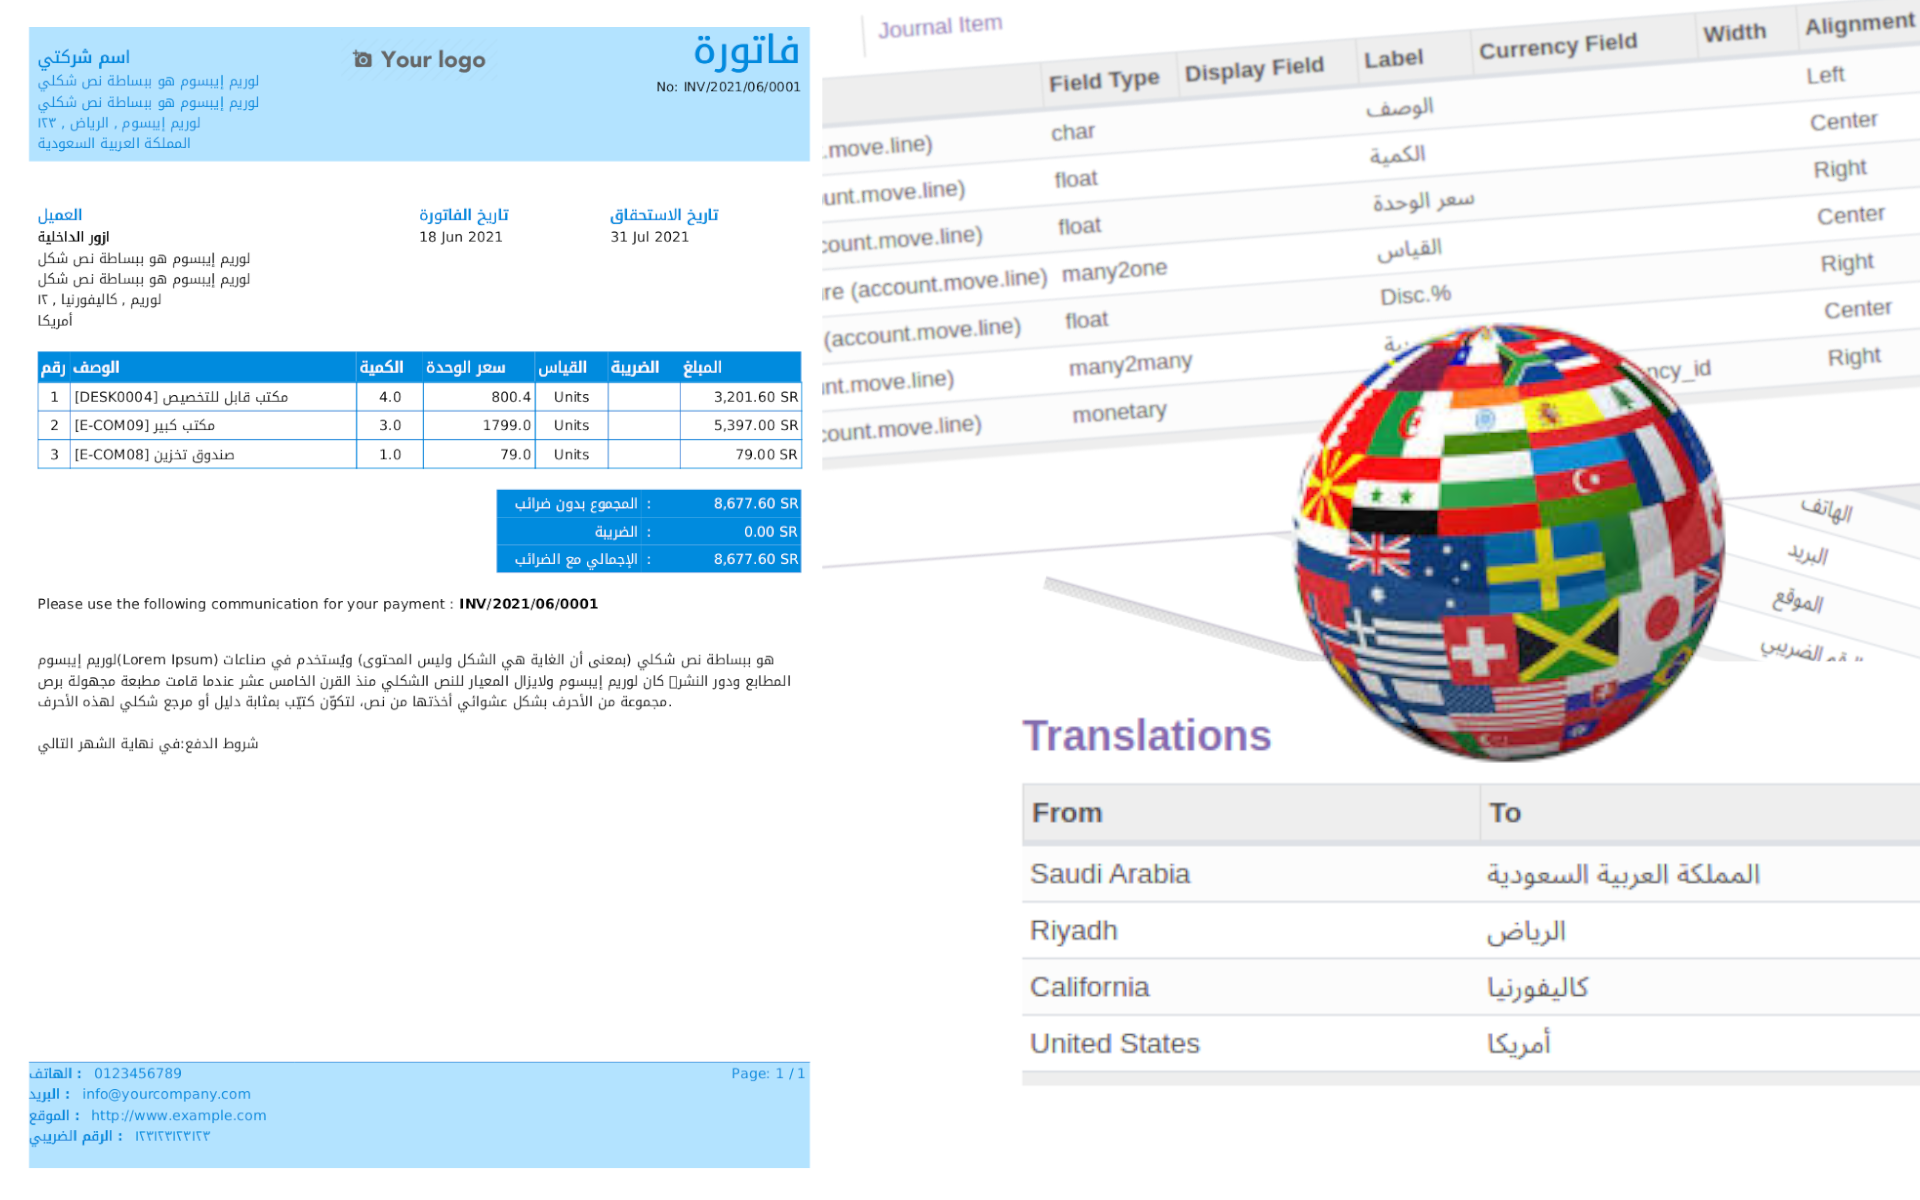 اسم شركتي
لوريم إيبسوم هو ببساطة نص شكلي
لوريم إيبسوم هو ببساطة نص شكلي
لوريم إيبسوم , الرياض , ١٢٣
المملكة العربية السعودية
Your logo
فاتورة
No: INV/2021/06/0001
العميل
ازور الداخلية
لوريم إيبسوم هو ببساطة نص شكل
لوريم إيبسوم هو ببساطة نص شكل
لوريم , كاليفورنيا , ١٢
أمريكا
تاريخ الفاتورة
18 Jun 2021
تاريخ الاستحقاق
31 Jul 2021
رقم الوصف الكمية سعر الوحدة القياس الضريبة المبلغ
1 [DESK0004] مكتب قابل للتخصيص 4.0 800.4 Units 3,201.60 SR
2 [E-COM09] مكتب كبير 3.0 1799.0 Units 5,397.00 SR
3 [E-COM08] صندوق تخزين 1.0 79.0 Units 79.00 SR
المجموع بدون ضرائب : 8,677.60 SR
الضريبة : 0.00 SR
الإجمالي مع الضرائب : 8,677.60 SR
Please use the following communication for your payment : INV/2021/06/0001
لوريم إيبسوم(Lorem Ipsum) هو ببساطة نص شكلي (بمعنى أن الغاية هي الشكل وليس المحتوى) ويُستخدم في صناعات
المطابع ودور النشر كان لوريم إيبسوم ولايزال المعيار للنص الشكلي منذ القرن الخامس عشر عندما قامت مطبعة مجهولة برص
مجموعة من الأحرف بشكل عشوائي أخذتها من نص، لتكوّن كتيّب بمثابة دليل أو مرجع شكلي لهذه الأحرف.
شروط الدفع:في نهاية الشهر التالي
الهاتف : 0123456789
البريد : info@yourcompany.com
الموقع : http://www.example.com
الرقم الضريبي : ١٢٣١٢٣١٢٣١٢٣
Page: 1 / 1
Journal Item
Field Type Display Field Label Currency Field Width Alignment
.move.line) char الوصف Left
unt.move.line) float الكمية Center
count.move.line) float سعر الوحدة Right
re (account.move.line) many2one القياس Center
(account.move.line) float Disc.% Right
nt.move.line) many2many Center
count.move.line) monetary ncy_id Right
الهاتف
البريد
الموقع
الرقم الضريبي
Translations
From To
Saudi Arabia المملكة العربية السعودية
Riyadh الرياض
California كاليفورنيا
United States أمريكا